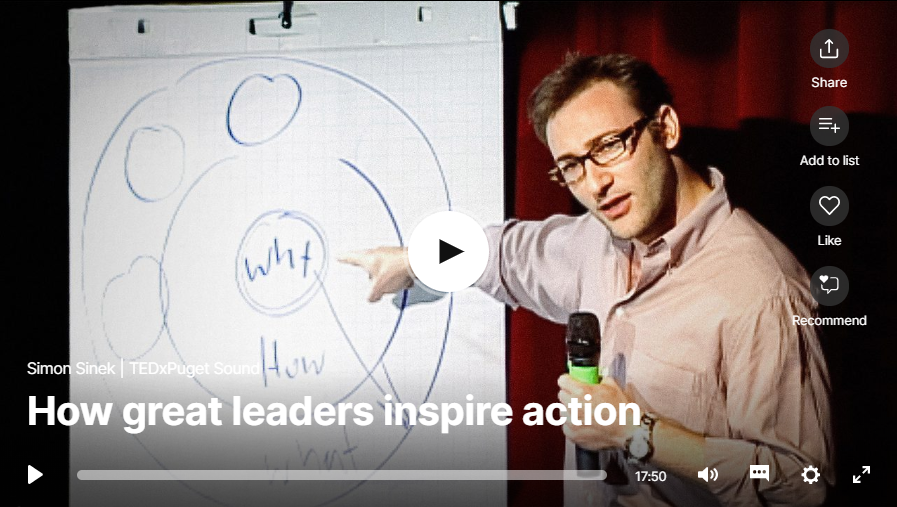 Share
Add to list
Why
Like
Recommend
How
Simon Sinek | TEDxPuget Sound
How great leaders inspire action
What
17:50